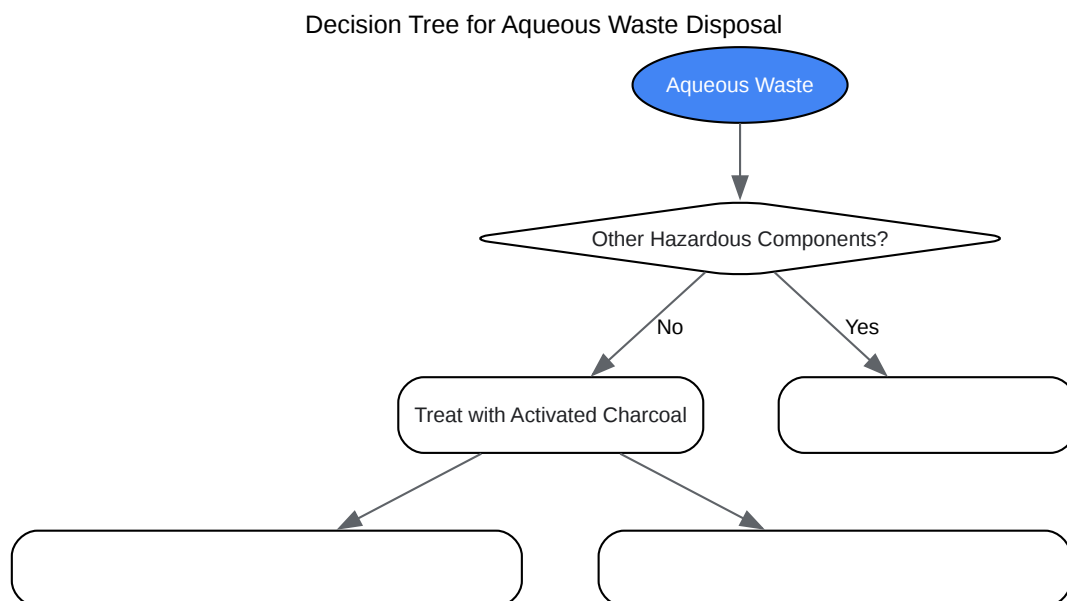 Decision Tree for Aqueous Waste Disposal
Aqueous Waste
Other Hazardous Components?
No
Yes
Treat with Activated Charcoal